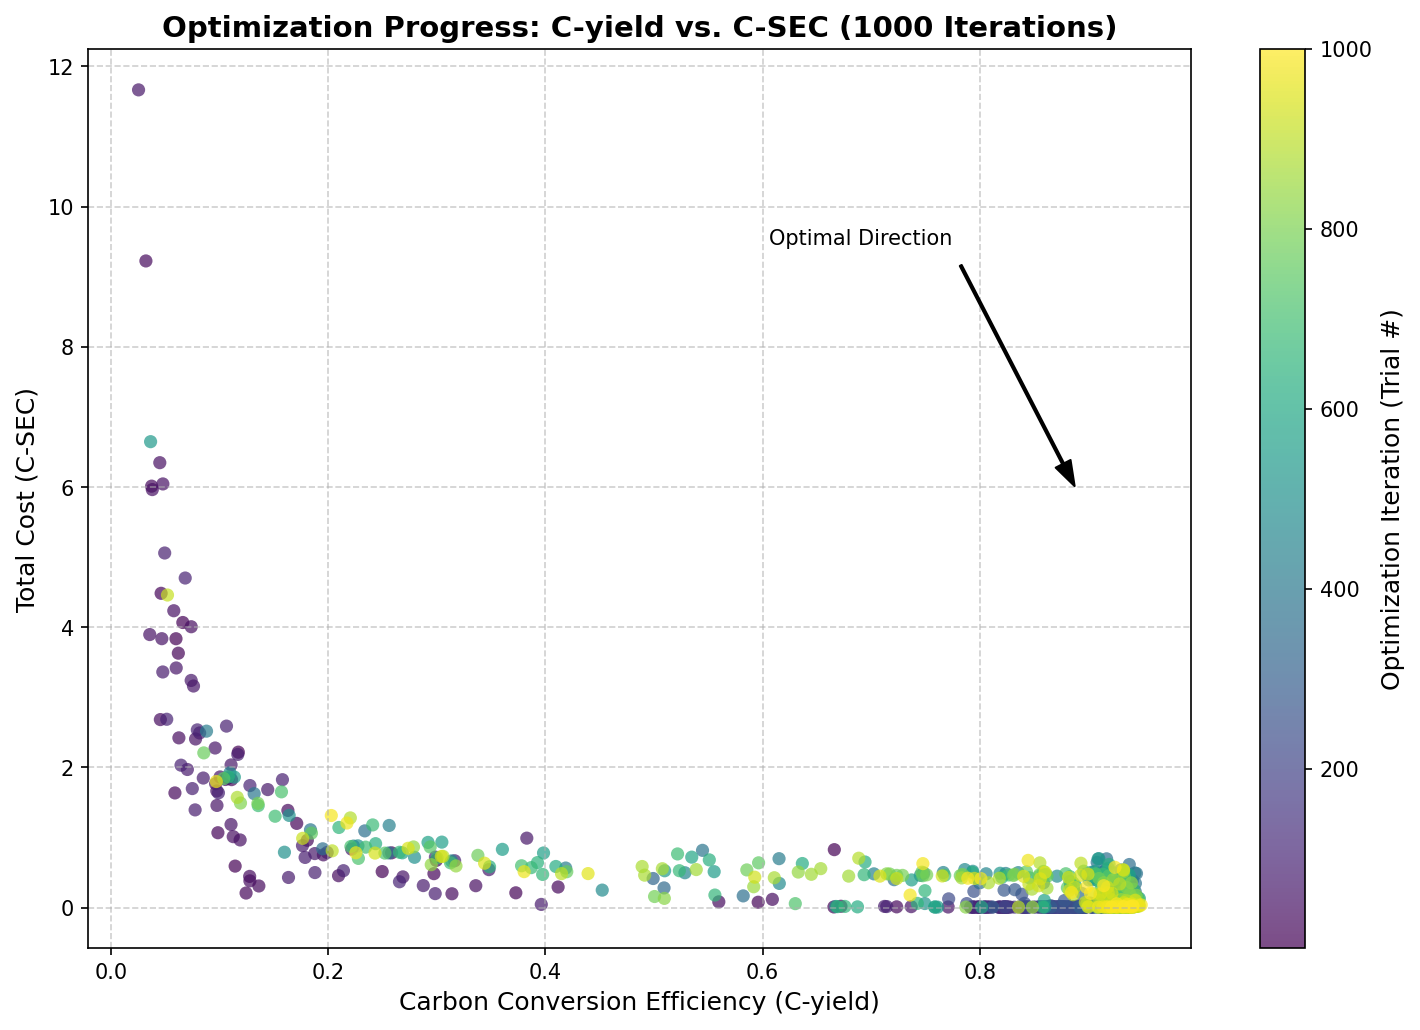 Optimization Progress: C-yield vs. C-SEC (1000 Iterations)
12
10
8
6
4
2
0
Total Cost (C-SEC)
Optimal Direction
0.0 0.2 0.4 0.6 0.8
Carbon Conversion Efficiency (C-yield)
1000
800
600
400
200
Optimization Iteration (Trial #)